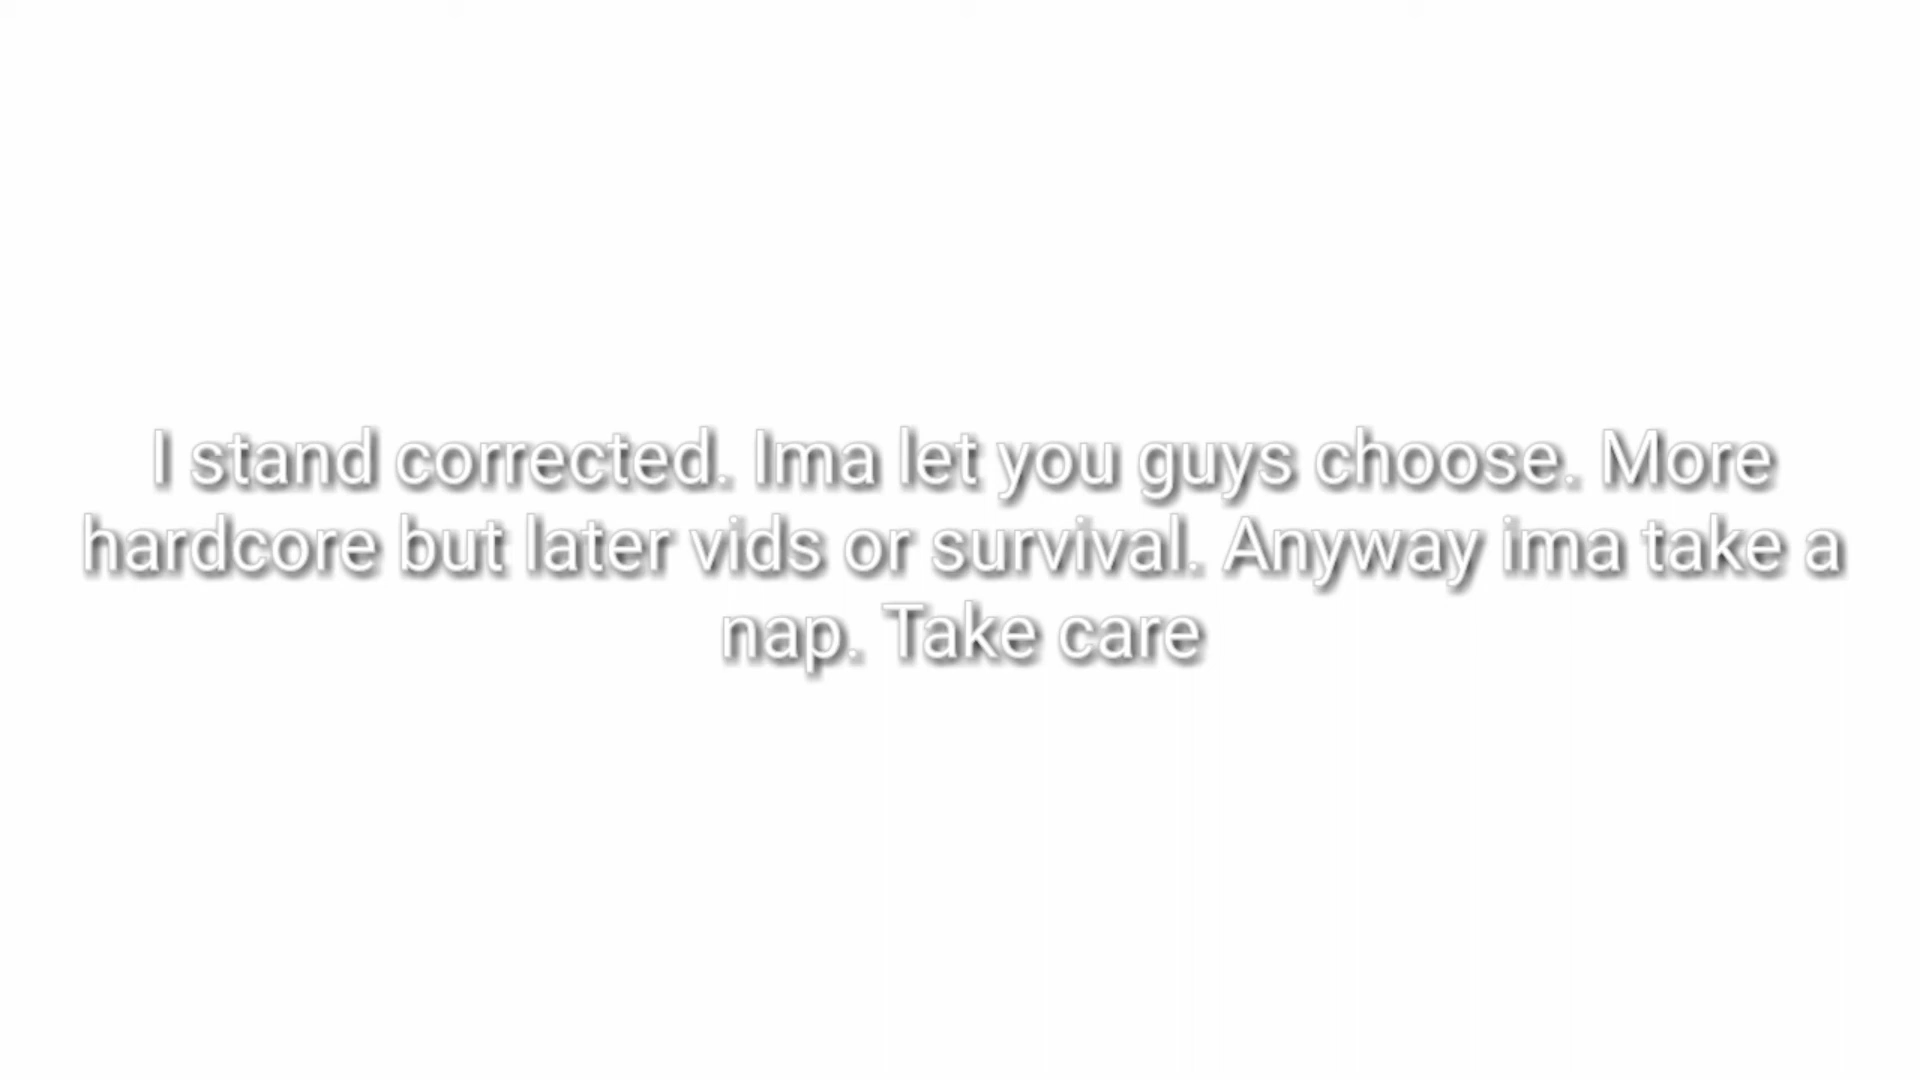 I stand corrected. Ima let you guys choose. More
hardcore but later vids or survival. Anyway ima take a
nap. Take care